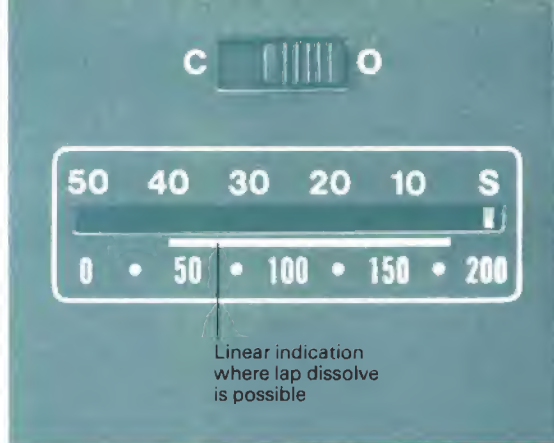 C O
50 40 30 20 10 S
0 • 50 • 100 • 150 • 200
Linear indication
where lap dissolve
is possible